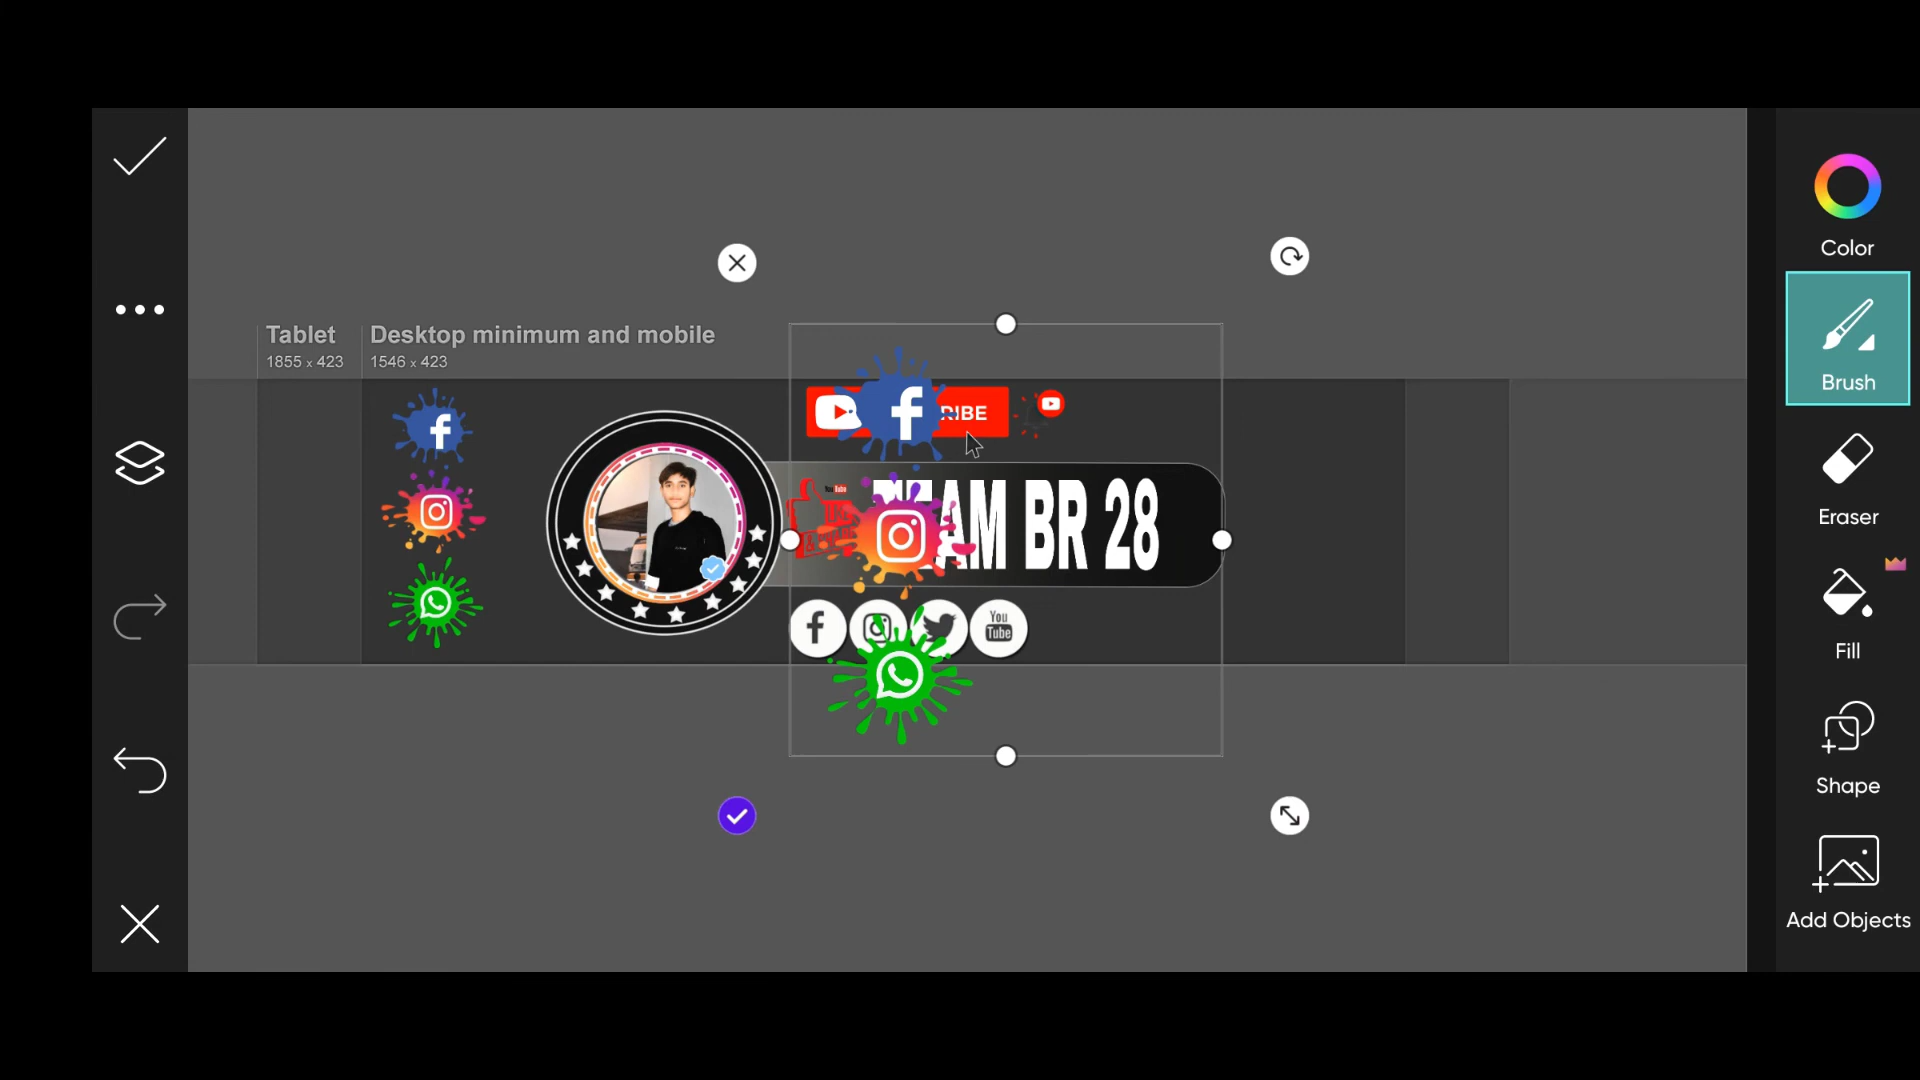 Color
Brush
Eraser
Fill
Shape
Add Objects
Tablet
1855 x 423
Desktop minimum and mobile
1546 x 423
RIBE
AM BR 28
You
Tube